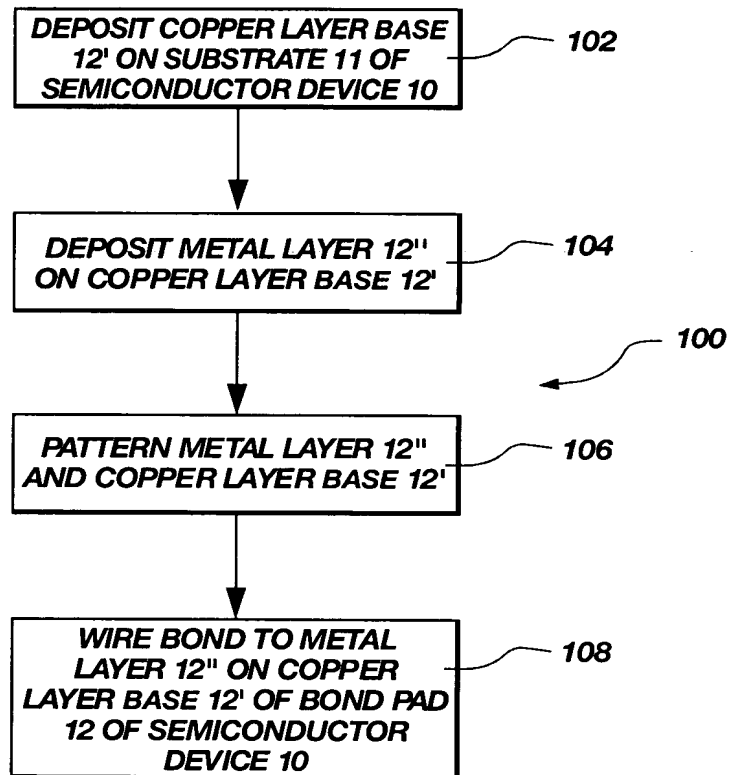 DEPOSIT COPPER LAYER BASE
12' ON SUBSTRATE 11 OF
SEMICONDUCTOR DEVICE 10
102
DEPOSIT METAL LAYER 12"
ON COPPER LAYER BASE 12'
104
100
PATTERN METAL LAYER 12"
AND COPPER LAYER BASE 12'
106
WIRE BOND TO METAL
LAYER 12" ON COPPER
LAYER BASE 12' OF BOND PAD
12 OF SEMICONDUCTOR
DEVICE 10
108